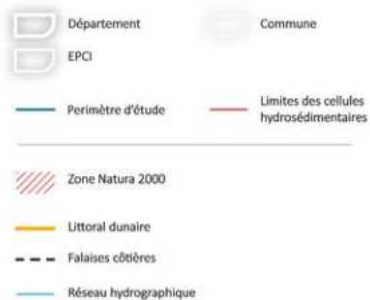 Département
Commune
EPCI
Perimètre d'étude
Limites des cellules
hydrosédimentaires
Zone Natura 2000
Littoral dunaire
Falaises côtières
Réseau hydrographique